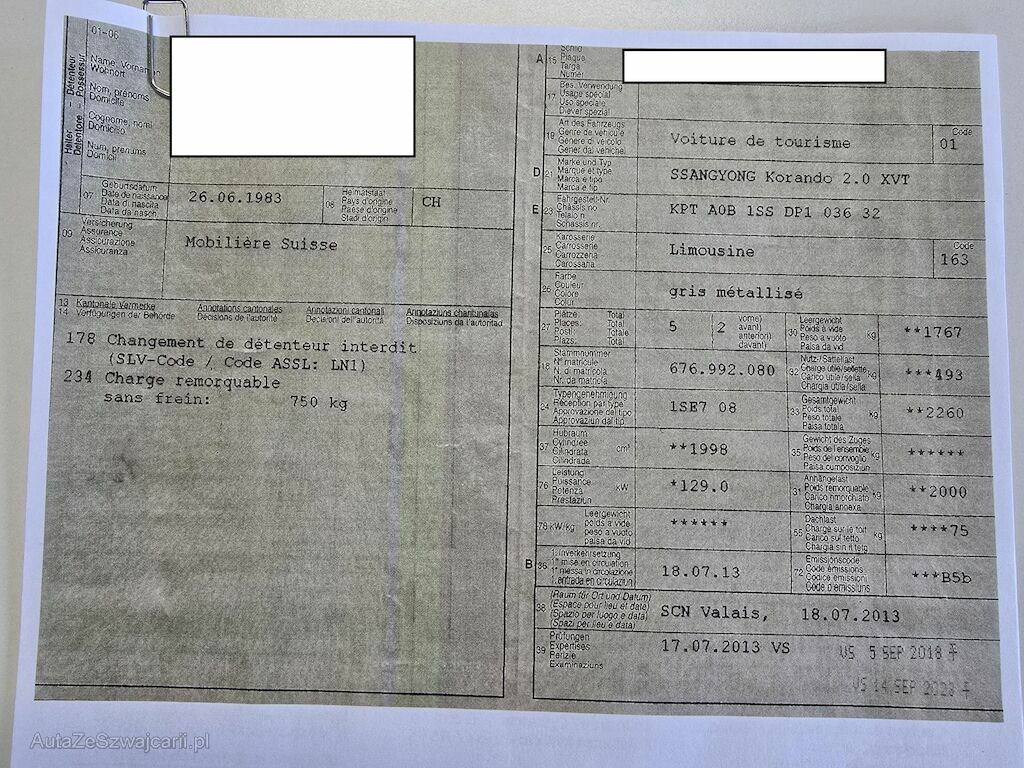 01-06
Halter Détenteur
Detentore Possessur
Name, Vornamen
Wohnort
Nom, prénoms
Domicile
Cognome, nomi
Domicilio
Num, prenums
Domicil
07
Geburtsdatum
Date de naissance
Data di nascita
Data da nasch.
26.06.1983
08
Heimatstaat
Pays d'origine
Paese d'origine
Stadi d'origin
CH
09
Versicherung
Assurance
Assicurazione
Assicuranza
Mobilière Suisse
13 Kantonale Vermerke Annotations cantonales Annotazioni cantonali Annotaziuns chantunalas
14 Verfügungen der Behörde Décisions de l'autorité Decisioni dell'autorità Disposiziuns da l'autoritad
178 Changement de détenteur interdit
(SLV-Code / Code ASSL: LNI)
234 Charge remorquable
sans frein: 750 kg
A 15
Schild
Plaque
Targa
Numer
17
Bes. Verwendung
Usage spécial
Uso speciale
Diever spezial
19
Art des Fahrzeugs
Genre de véhicule
Genere di veicolo
Gener dal vehichel
Voiture de tourisme
Code
01
D 21
Marke und Typ
Marque et type
Marca e tipo
Marca e tip
SSANGYONG Korando 2.0 XVT
E 23
Fahrgestell-Nr.
Châssis no
Telaio n.
Schassis nr.
KPT A0B 1SS DP1 036 32
25
Karosserie
Carrosserie
Carrozzeria
Carossaria
Limousine
Code
163
26
Farbe
Couleur
Colore
Colur
gris métallisé
27
Plätze: Total
Places: Total
Posti: Totale
Plazs: Total
5
2
vorne)
avant)
anteriori)
davant)
30
Leergewicht
Poids à vide
Peso a vuoto
Paisa da vid
kg
**1767
18
Stammnummer
N° matricule
N. di matricola
Nr. da matricla
676.992.080
32
Nutz-/Sattellast
Charge utile/sellette
Carico utile/sella
Chargia utila/sella
kg
***493
24
Typengenehmigung
Réception par type
Approvazione del tipo
Approvaziun dal tip
1SE7 08
33
Gesamtgewicht
Poids total
Peso totale
Paisa totala
kg
**2260
37
Hubraum
Cylindrée
Cilindrata
Cilindrada
cm³
**1998
35
Gewicht des Zuges
Poids de l'ensemble
Peso del convoglio
Paisa cumposiziun
kg
******
76
Leistung
Puissance
Potenza
Prestaziun
kW
*129.0
31
Anhängelast
Poids remorquable
Carico rimorchiato
Chargia annexa
kg
**2000
78 kW/kg
Leergewicht
poids à vide
peso a vuoto
paisa da vid
******
55
Dachlast
Charge sur le toit
Carico sul tetto
Chargia sin il tetg
kg
****75
B 36
1. Inverkehrsetzung
1re mise en circulation
1a messa in circolazione
1. entrada en circulaziun
18.07.13
72
Emissionscode
Code émissions
Codice emissioni
Code d'emissiuns
***B5b
38
(Raum für Ort und Datum)
(Espace pour lieu et date)
(Spazio per luogo e data)
(Spazi per lieu e data)
SCN Valais, 18.07.2013
39
Prüfungen
Expertises
Perizie
Examinaziuns
17.07.2013 VS
VS 5 SEP 2018
VS 14 SEP 2023
AutaZeSzwajcarii.pl